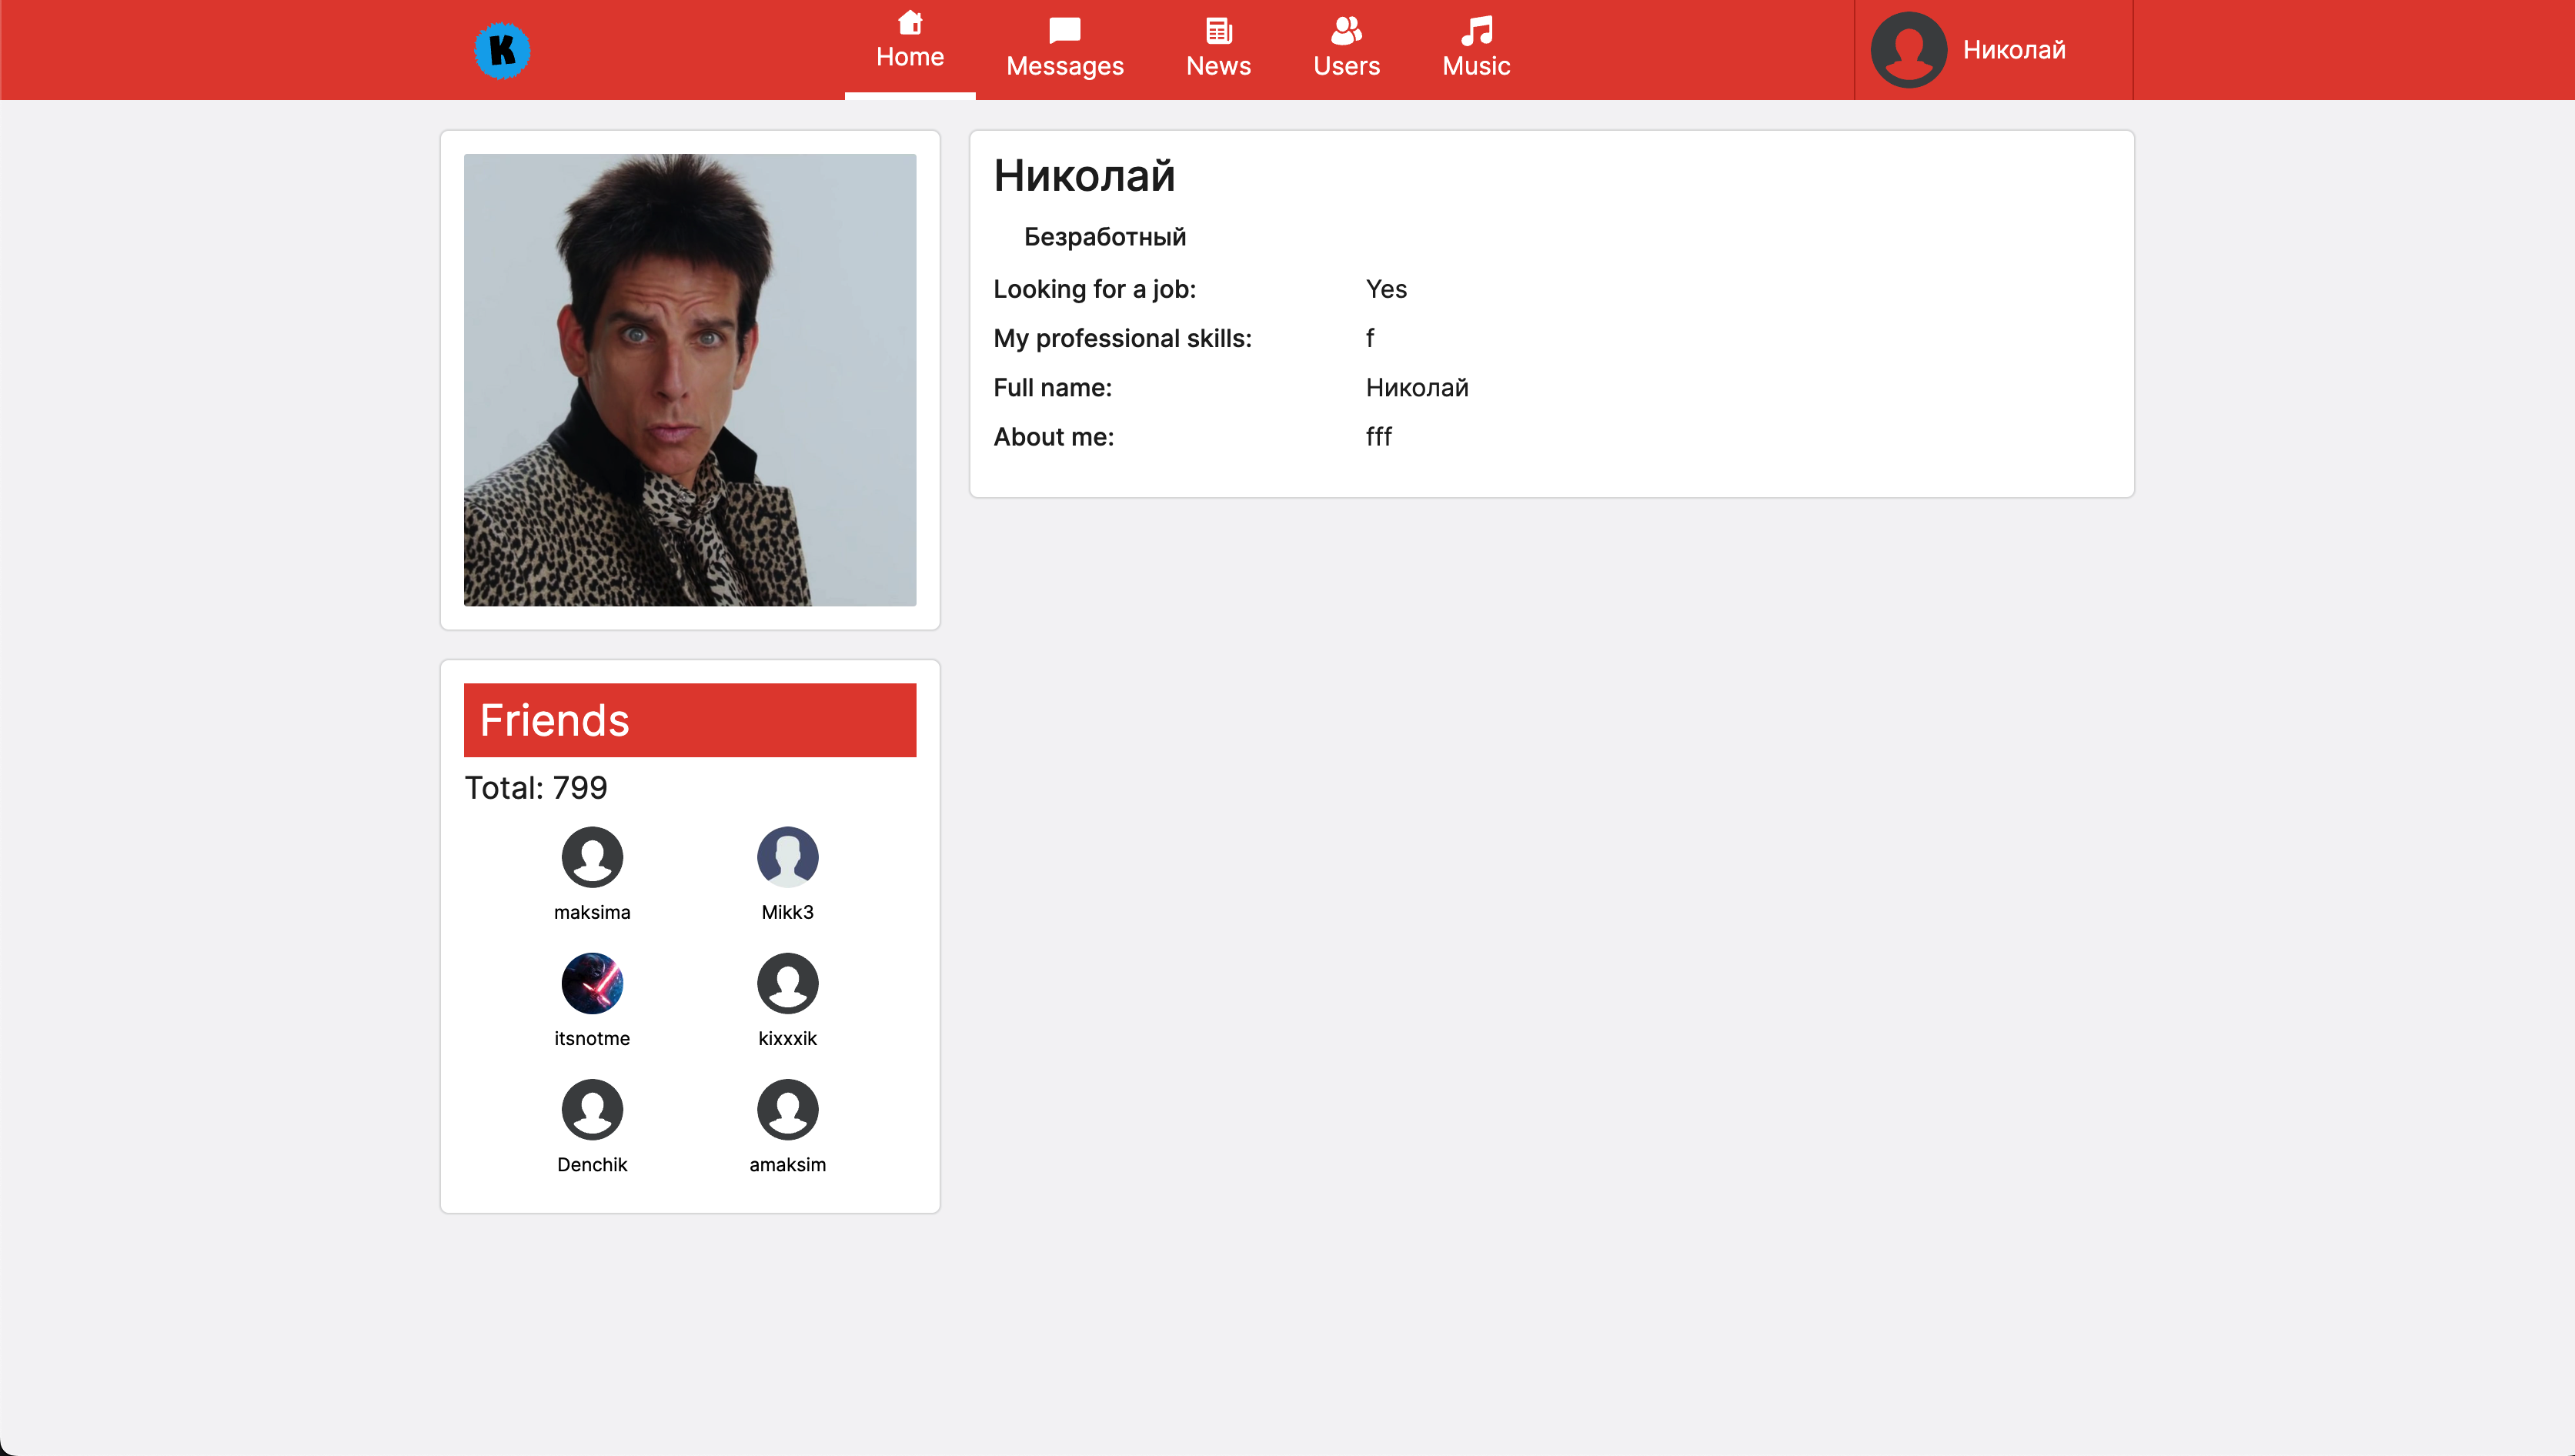 K
Home
Messages
News
Users
Music
Николай
Николай
Безработный
Looking for a job: Yes
My professional skills: f
Full name: Николай
About me: fff
Friends
Total: 799
maksima Mikk3
itsnotme kixxxik
Denchik amaksim